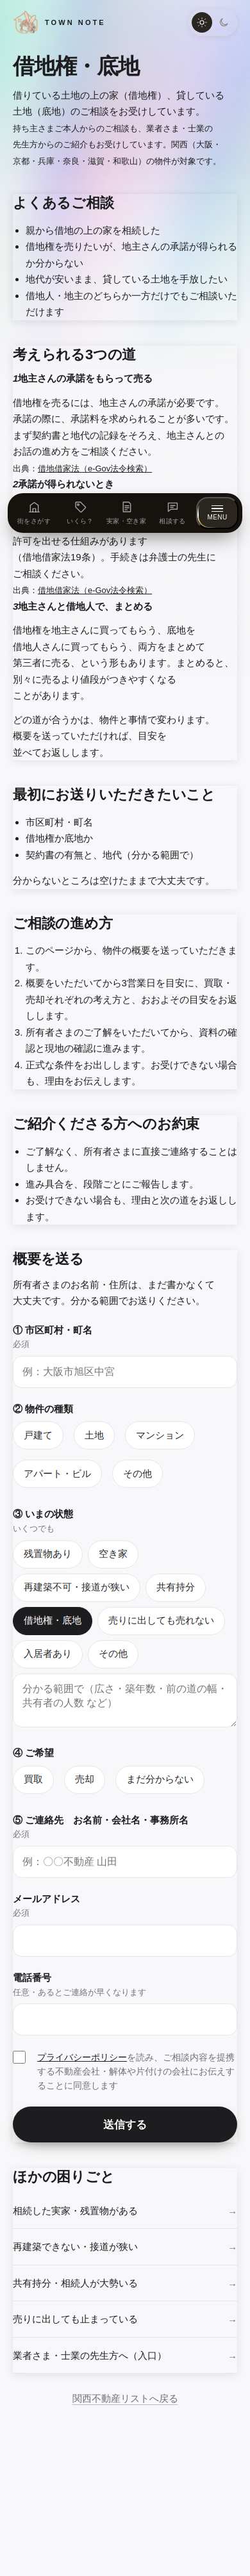 TOWN NOTE
借地権・底地
借りている土地の上の家（借地権）、貸している
土地（底地）のご相談をお受けしています。
持ち主さまご本人からのご相談も、業者さま・士業の
先生方からのご紹介もお受けしています。関西（大阪・
京都・兵庫・奈良・滋賀・和歌山）の物件が対象です。
よくあるご相談
親から借地の上の家を相続した
借地権を売りたいが、地主さんの承諾が得られる
か分からない
地代が安いまま、貸している土地を手放したい
借地人・地主のどちらか一方だけでもご相談いた
だけます
考えられる3つの道
1地主さんの承諾をもらって売る
借地権を売るには、地主さんの承諾が必要です。
承諾の際に、承諾料を求められることが多いです。
まず契約書と地代の記録をそろえ、地主さんとの
お話の進め方をご相談ください。
出典：借地借家法（e-Gov法令検索）
2承諾が得られないとき
街をさがす
いくら？
実家・空き家
相談する
MENU
許可を出せる仕組みがあります
（借地借家法19条）。手続きは弁護士の先生に
ご相談ください。
出典：借地借家法（e-Gov法令検索）
3地主さんと借地人で、まとめる
借地権を地主さんに買ってもらう、底地を
借地人さんに買ってもらう、両方をまとめて
第三者に売る、という形もあります。まとめると、
別々に売るより値段がつきやすくなる
ことがあります。
どの道が合うかは、物件と事情で変わります。
概要を送っていただければ、目安を
並べてお返しします。
最初にお送りいただきたいこと
市区町村・町名
借地権か底地か
契約書の有無と、地代（分かる範囲で）
分からないところは空けたままで大丈夫です。
ご相談の進め方
1. このページから、物件の概要を送っていただきま
す。
2. 概要をいただいてから3営業日を目安に、買取・
売却それぞれの考え方と、おおよその目安をお返
しします。
3. 所有者さまのご了解をいただいてから、資料の確
認と現地の確認に進みます。
4. 正式な条件をお出しします。お受けできない場合
も、理由をお伝えします。
ご紹介くださる方へのお約束
ご了解なく、所有者さまに直接ご連絡することは
しません。
進み具合を、段階ごとにご報告します。
お受けできない場合も、理由と次の道をお返しし
ます。
概要を送る
所有者さまのお名前・住所は、まだ書かなくて
大丈夫です。分かる範囲でお送りください。
① 市区町村・町名
必須
例：大阪市旭区中宮
② 物件の種類
戸建て
土地
マンション
アパート・ビル
その他
③ いまの状態
いくつでも
残置物あり
空き家
再建築不可・接道が狭い
共有持分
借地権・底地
売りに出しても売れない
入居者あり
その他
分かる範囲で（広さ・築年数・前の道の幅・
共有者の人数 など）
④ ご希望
買取
売却
まだ分からない
⑤ ご連絡先　お名前・会社名・事務所名
必須
例：〇〇不動産 山田
メールアドレス
必須
電話番号
任意・あるとご連絡が早くなります
プライバシーポリシーを読み、ご相談内容を提携
する不動産会社・解体や片付けの会社にお伝えす
ることに同意します
送信する
ほかの困りごと
相続した実家・残置物がある
→
再建築できない・接道が狭い
→
共有持分・相続人が大勢いる
→
売りに出しても止まっている
→
業者さま・士業の先生方へ（入口）
→
関西不動産リストへ戻る